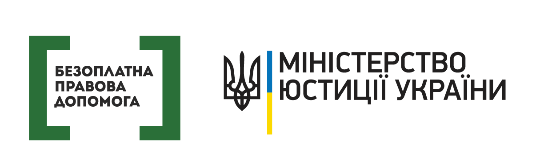 БЕЗОПЛАТНА
ПРАВОВА
ДОПОМОГА
МІНІСТЕРСТВО
ЮСТИЦІЇ УКРАЇНИ